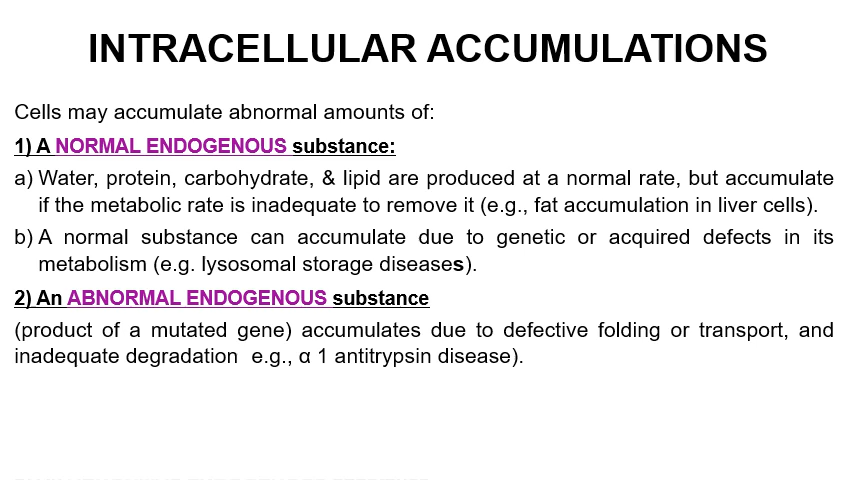 INTRACELLULAR ACCUMULATIONS
Cells may accumulate abnormal amounts of:
1) A NORMAL ENDOGENOUS substance:
a) Water, protein, carbohydrate, & lipid are produced at a normal rate, but accumulate
if the metabolic rate is inadequate to remove it (e.g., fat accumulation in liver cells).
b) A normal substance can accumulate due to genetic or acquired defects in its
metabolism (e.g. lysosomal storage diseases).
2) An ABNORMAL ENDOGENOUS substance
(product of a mutated gene) accumulates due to defective folding or transport, and
inadequate degradation e.g., α 1 antitrypsin disease).